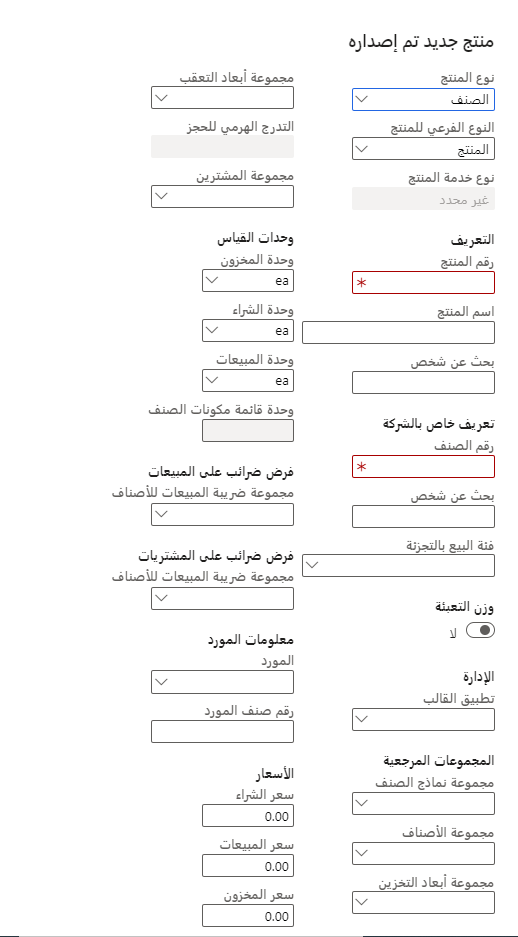 منتج جديد تم إصداره
نوع المنتج
الصنف
النوع الفرعي للمنتج
المنتج
نوع خدمة المنتج
غير محدد
التعريف
رقم المنتج
*
اسم المنتج
بحث عن شخص
تعريف خاص بالشركة
رقم الصنف
*
بحث عن شخص
فئة البيع بالتجزئة
وزن التعبئة
لا
الإدارة
تطبيق القالب
المجموعات المرجعية
مجموعة نماذج الصنف
مجموعة الأصناف
مجموعة أبعاد التخزين
مجموعة أبعاد التعقب
التدرج الهرمي للحجز
مجموعة المشترين
وحدات القياس
وحدة المخزون
ea
وحدة الشراء
ea
وحدة المبيعات
ea
وحدة قائمة مكونات الصنف
فرض ضرائب على المبيعات
مجموعة ضريبة المبيعات للأصناف
فرض ضرائب على المشتريات
مجموعة ضريبة المبيعات للأصناف
معلومات المورد
المورد
رقم صنف المورد
الأسعار
سعر الشراء
0.00
سعر المبيعات
0.00
سعر المخزون
0.00